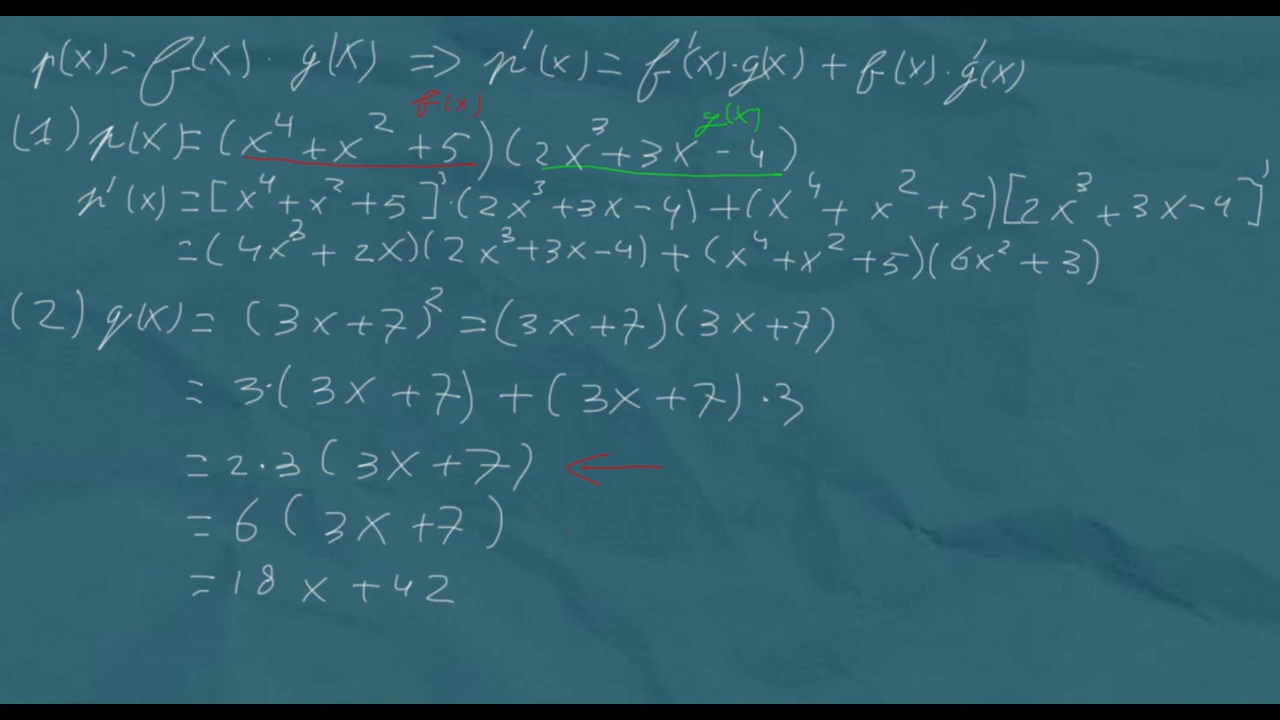 p(x) = f(x) · g(x) => p'(x) = f'(x)·g(x) + f(x)·g'(x)
f(x) g(x)
(1) p(x) = (x⁴ + x² + 5)(2x³ + 3x - 4)
p'(x) = [x⁴ + x² + 5]'·(2x³ + 3x - 4) + (x⁴ + x² + 5)[2x³ + 3x - 4]'
= (4x³ + 2x)(2x³ + 3x - 4) + (x⁴ + x² + 5)(6x² + 3)
(2) q(x) = (3x + 7)² = (3x + 7)(3x + 7)
= 3·(3x + 7) + (3x + 7)·3
= 2·3(3x + 7) ←
= 6(3x + 7)
= 18x + 42